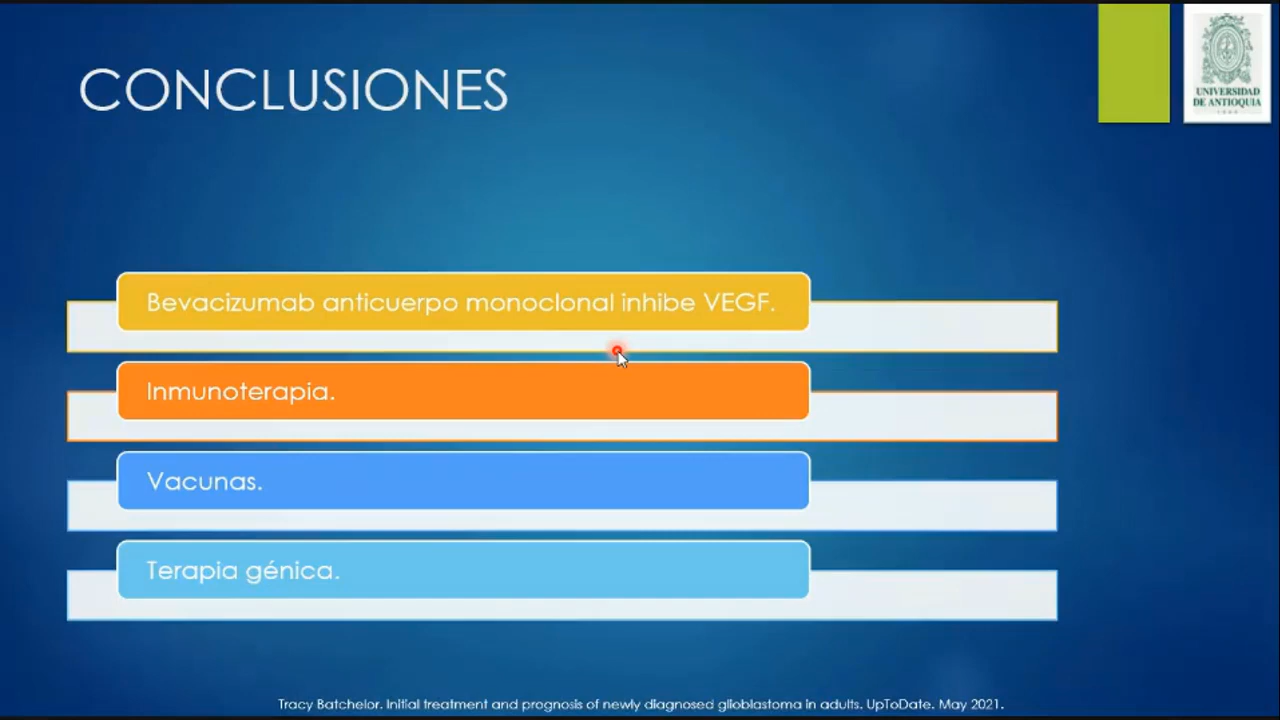 CONCLUSIONES
UNIVERSIDAD
DE ANTIOQUIA
1803
Bevacizumab anticuerpo monoclonal inhibe VEGF.
Inmunoterapia.
Vacunas.
Terapia génica.
Tracy Batchelor. Initial treatment and prognosis of newly diagnosed glioblastoma in adults. UpToDate. May 2021.